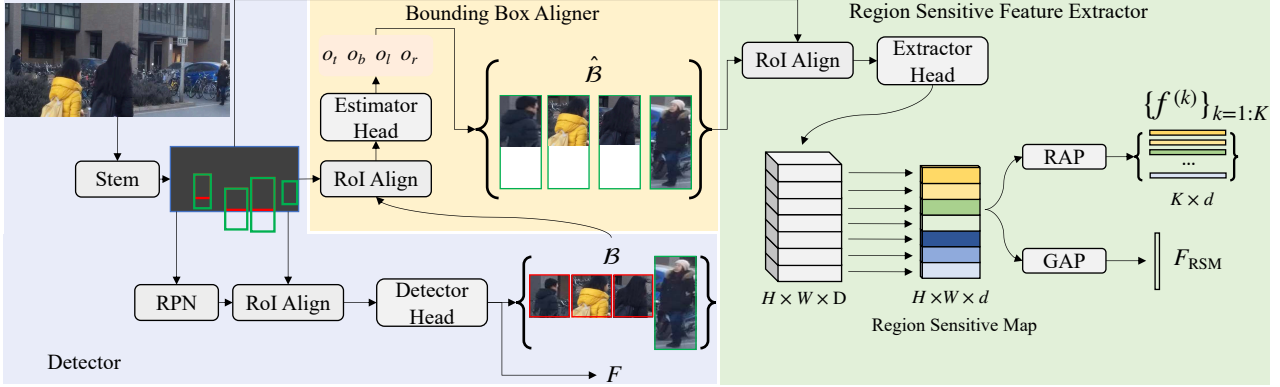 Bounding Box Aligner
Region Sensitive Feature Extractor
o_t o_b o_l o_r
Estimator
Head
RoI Align
B̂
RoI Align
Extractor
Head
Stem
{f^(k)}_{k=1:K}
RAP
...
K × d
GAP
F_RSM
H × W × D
H ×W × d
Region Sensitive Map
B
RPN
RoI Align
Detector
Head
F
Detector